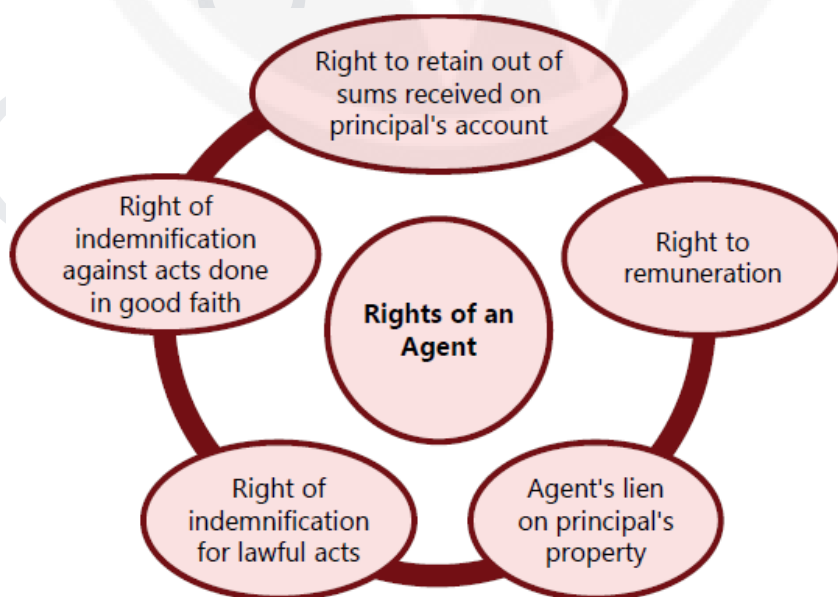 Right to retain out of
sums received on
principal's account
Right to
remuneration
Agent's lien
on principal's
property
Right of
indemnification
for lawful acts
Right of
indemnification
against acts done
in good faith
Rights of an
Agent